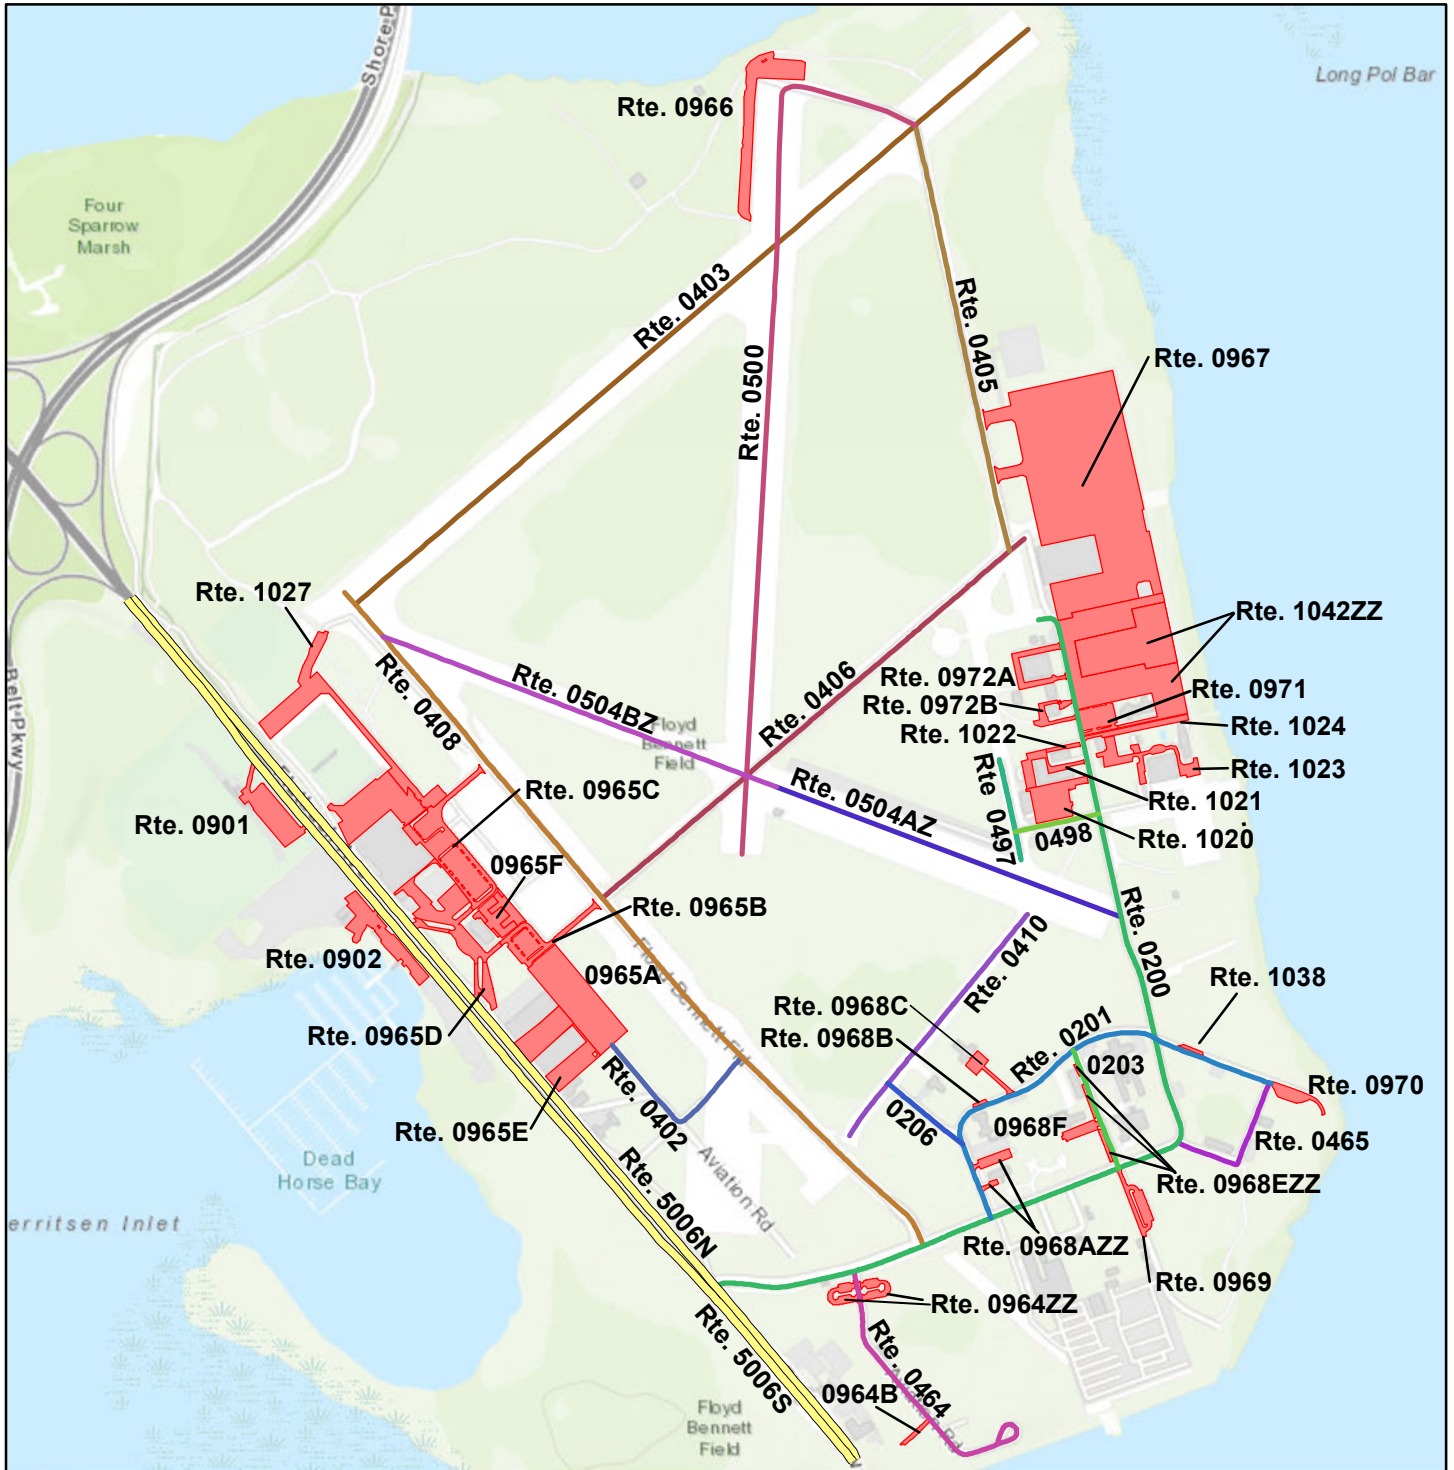 Shore P
Long Pol Bar
Rte. 0966
Four
Sparrow
Marsh
Rte. 0403
Rte. 0405
Rte. 0500
Rte. 0967
Belt Pkwy
Rte. 1027
Rte. 1042ZZ
Rte. 0408
Rte. 0504BZ
Rte. 0406
Rte. 0972A
Rte. 0971
Rte. 0972B
Rte. 1024
Rte. 1022
Floyd
Bennett
Field
Rte. 1023
Rte. 0965C
Rte. 0504AZ
Rte 0497
Rte. 1021
Rte. 0901
0498
Rte. 1020
0965F
Rte. 0965B
Rte. 0902
0965A
Floyd Bennett Fld
Rte. 0410
Rte. 0200
Rte. 1038
Rte. 0968C
Rte. 0965D
Rte. 0968B
Rte. 0201
0203
Rte. 0970
Rte. 0402
0206
0968F
Rte. 0965E
Rte. 0465
Dead
Horse Bay
Rte. 5006N
Aviation Rd
Rte. 0968EZZ
erritsen Inlet
Rte. 0968AZZ
Rte. 0969
Rte. 0964ZZ
Rte. 5006S
Rte. 0464
0964B
Floyd
Bennett
Field